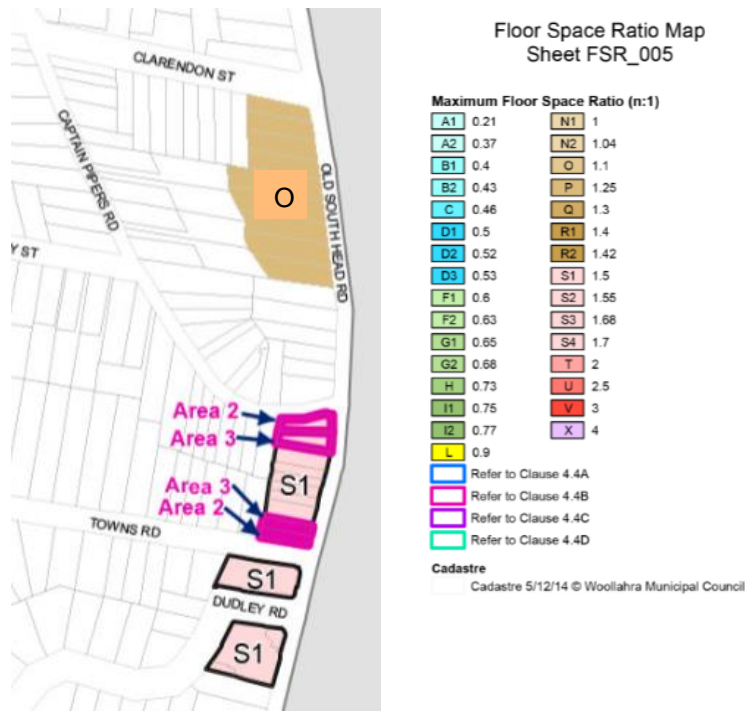 CLARENDON ST
CAPTAIN PIPERS RD
OLD SOUTH HEAD RD
O
Y ST
Area 2
Area 3
S1
Area 3
Area 2
TOWNS RD
S1
DUDLEY RD
S1
Floor Space Ratio Map
Sheet FSR_005
Maximum Floor Space Ratio (n:1)
A1 0.21
A2 0.37
B1 0.4
B2 0.43
C 0.46
D1 0.5
D2 0.52
D3 0.53
F1 0.6
F2 0.63
G1 0.65
G2 0.68
H 0.73
I1 0.75
I2 0.77
L 0.9
N1 1
N2 1.04
O 1.1
P 1.25
Q 1.3
R1 1.4
R2 1.42
S1 1.5
S2 1.55
S3 1.68
S4 1.7
T 2
U 2.5
V 3
X 4
Refer to Clause 4.4A
Refer to Clause 4.4B
Refer to Clause 4.4C
Refer to Clause 4.4D
Cadastre
Cadastre 5/12/14 © Woollahra Municipal Council